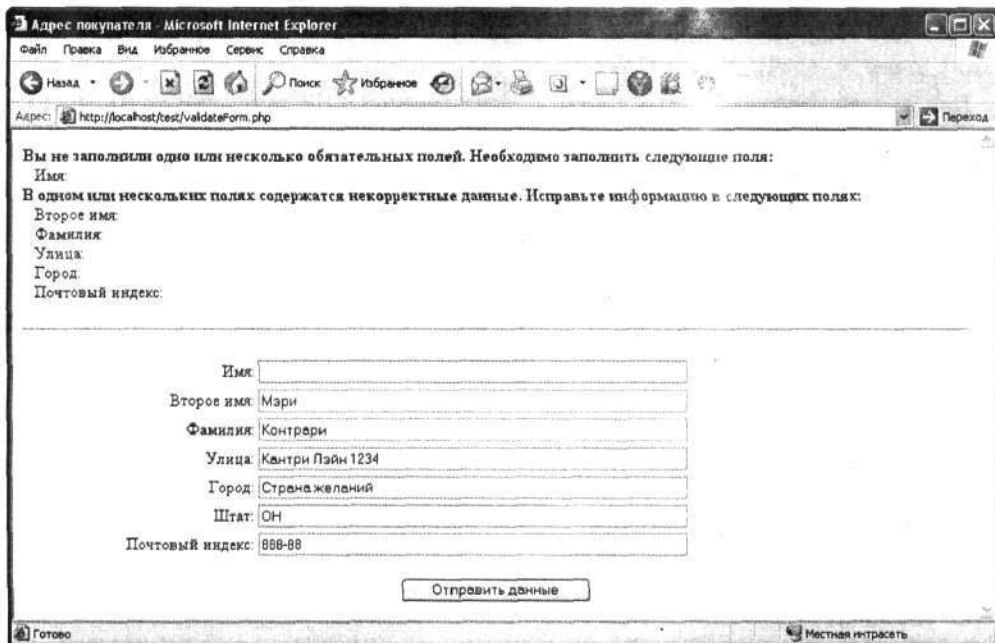 Адрес покупателя - Microsoft Internet Explorer
Файл Правка Вид Избранное Сервис Справка
Назад Поиск Избранное
Адрес: http://localhost/test/validateForm.php Переход
Вы не заполнили одно или несколько обязательных полей. Необходимо заполнить следующие поля:
Имя:
В одном или нескольких полях содержатся некорректные данные. Исправьте информацию в следующих полях:
Второе имя:
Фамилия:
Улица:
Город:
Почтовый индекс:
Имя:
Второе имя: Мэри
Фамилия: Контрари
Улица: Кантри Лэйн 1234
Город: Страна желаний
Штат: ОН
Почтовый индекс: 888-88
Отправить данные
Готово Местная интрасеть